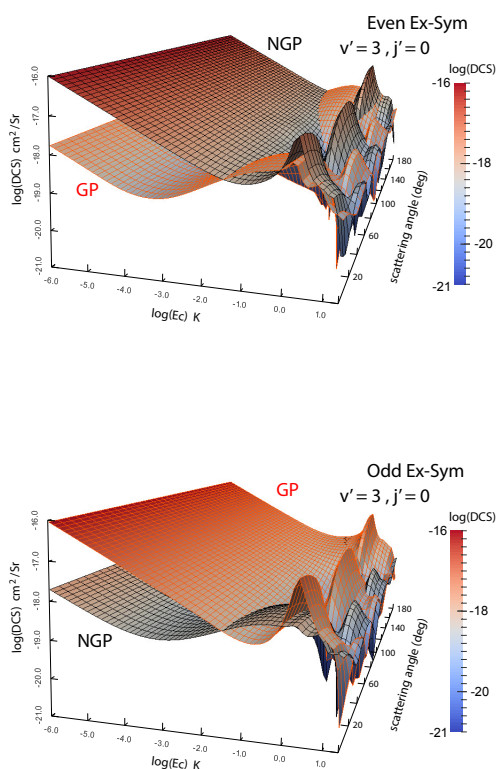 Even Ex-Sym
NGP
v' = 3 , j' = 0
log(DCS)
-16
-16.0
-17.0
-18.0
-19.0
-20.0
-21.0
log(DCS) cm²/Sr
GP
180
140
100
60
20
scattering angle (deg)
-20
-21
-6.0
-5.0
-4.0
-3.0
-2.0
-1.0
0.0
1.0
log(Ec) K
Odd Ex-Sym
GP
v' = 3 , j' = 0
log(DCS)
-16
-16.0
-17.0
-18.0
-19.0
-20.0
-21.0
log(DCS) cm²/Sr
NGP
180
140
100
60
20
scattering angle (deg)
-18
-20
-21
-6.0
-5.0
-4.0
-3.0
-2.0
-1.0
0.0
1.0
log(Ec) K